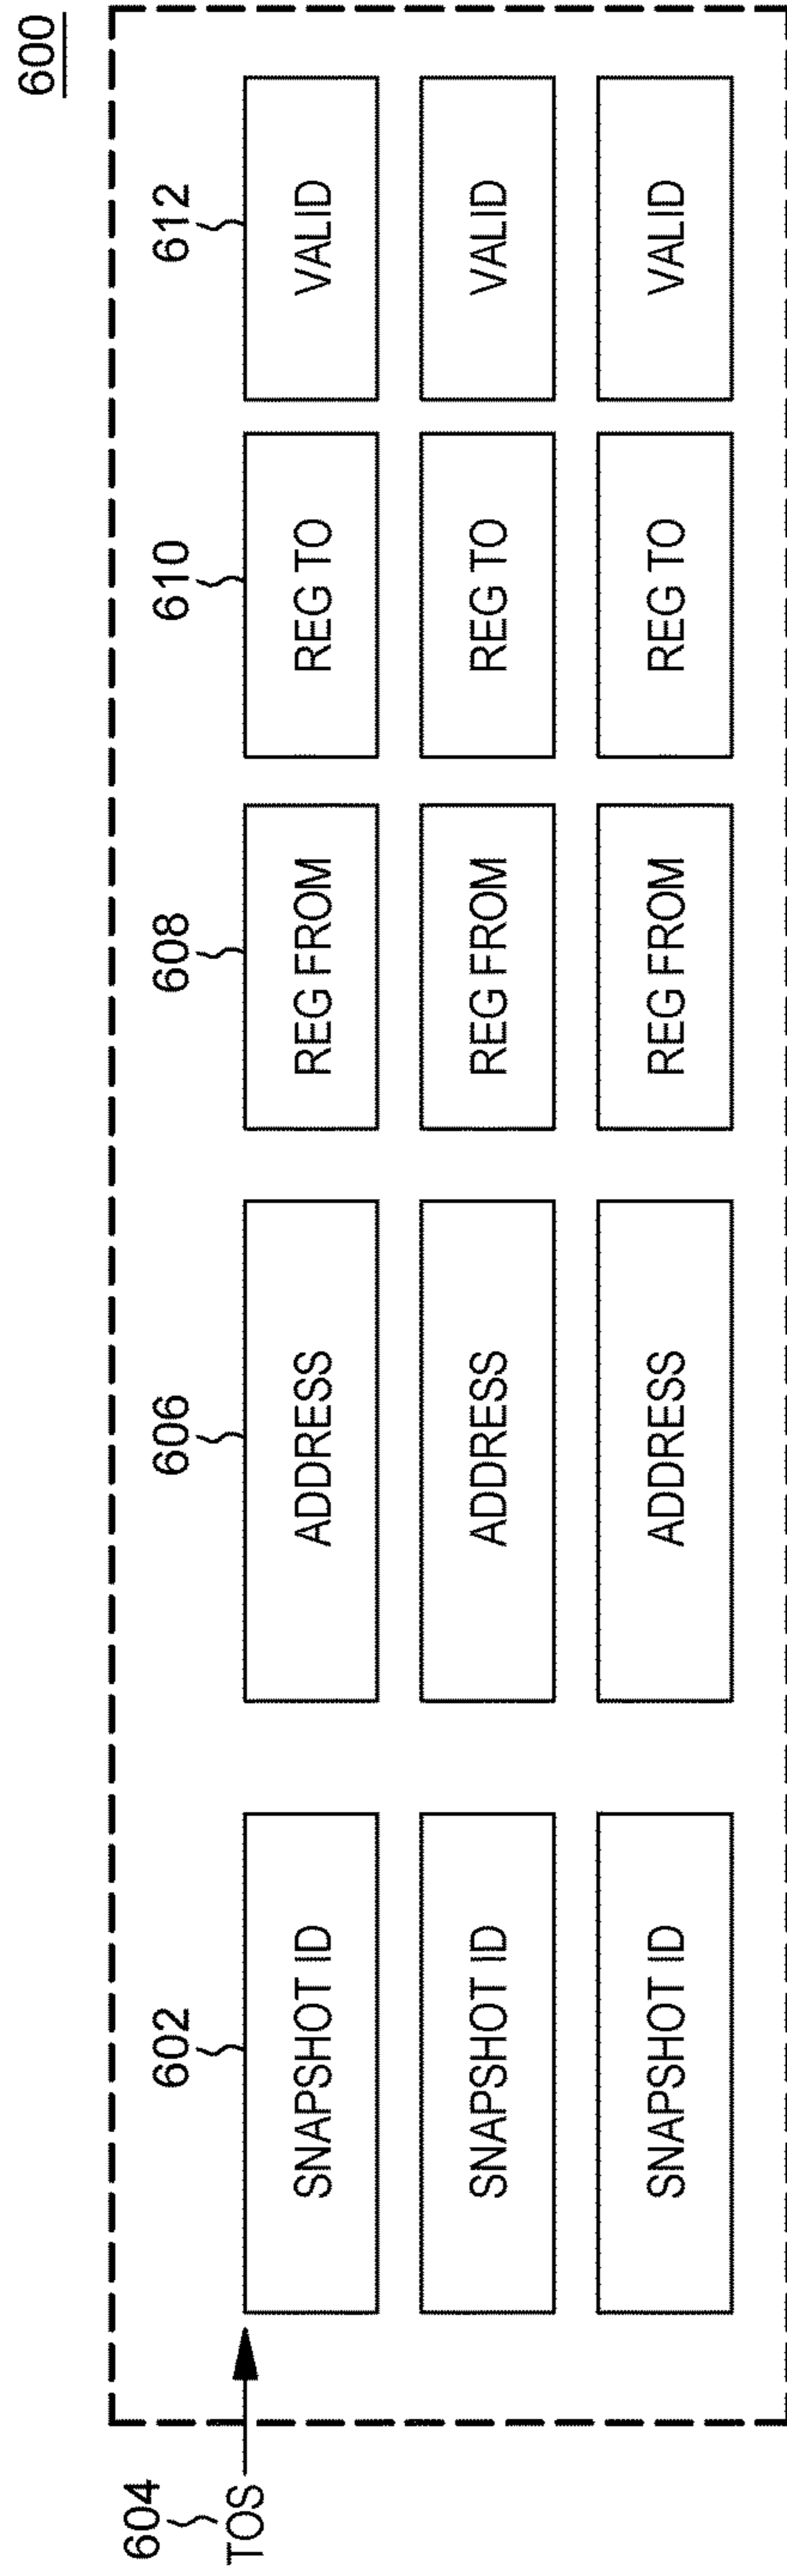 600
604
602
606
608
610
612
TOS
SNAPSHOT ID
ADDRESS
REG FROM
REG TO
VALID
SNAPSHOT ID
ADDRESS
REG FROM
REG TO
VALID
SNAPSHOT ID
ADDRESS
REG FROM
REG TO
VALID